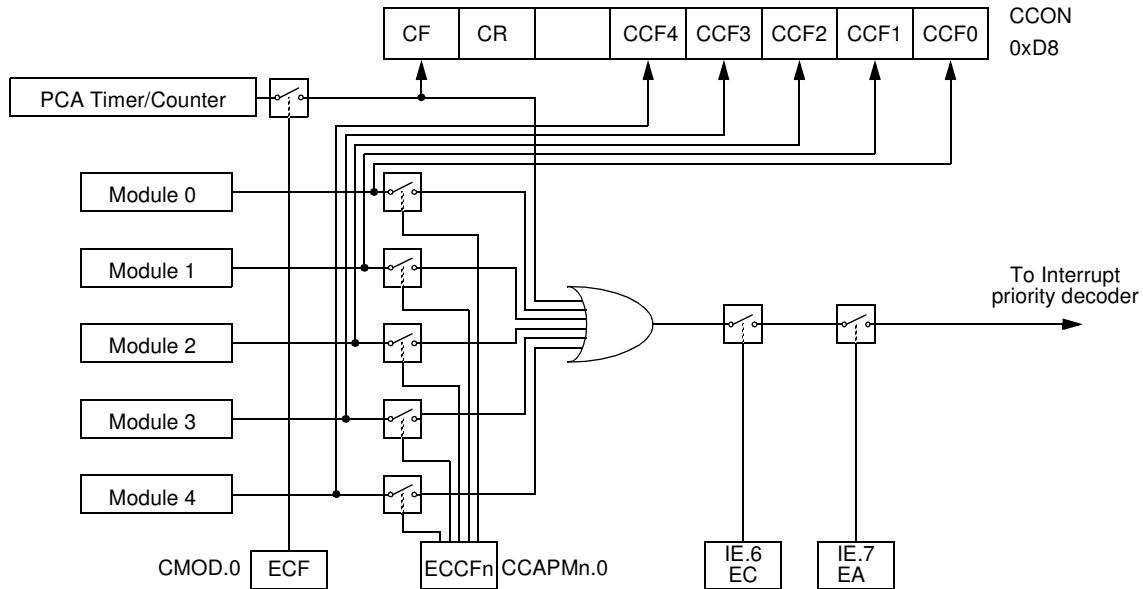 CF CR CCF4 CCF3 CCF2 CCF1 CCF0 CCON
0xD8
PCA Timer/Counter
Module 0
Module 1
Module 2
Module 3
Module 4
To Interrupt
priority decoder
CMOD.0 ECF
ECCFn CCAPMn.0
IE.6
EC
IE.7
EA